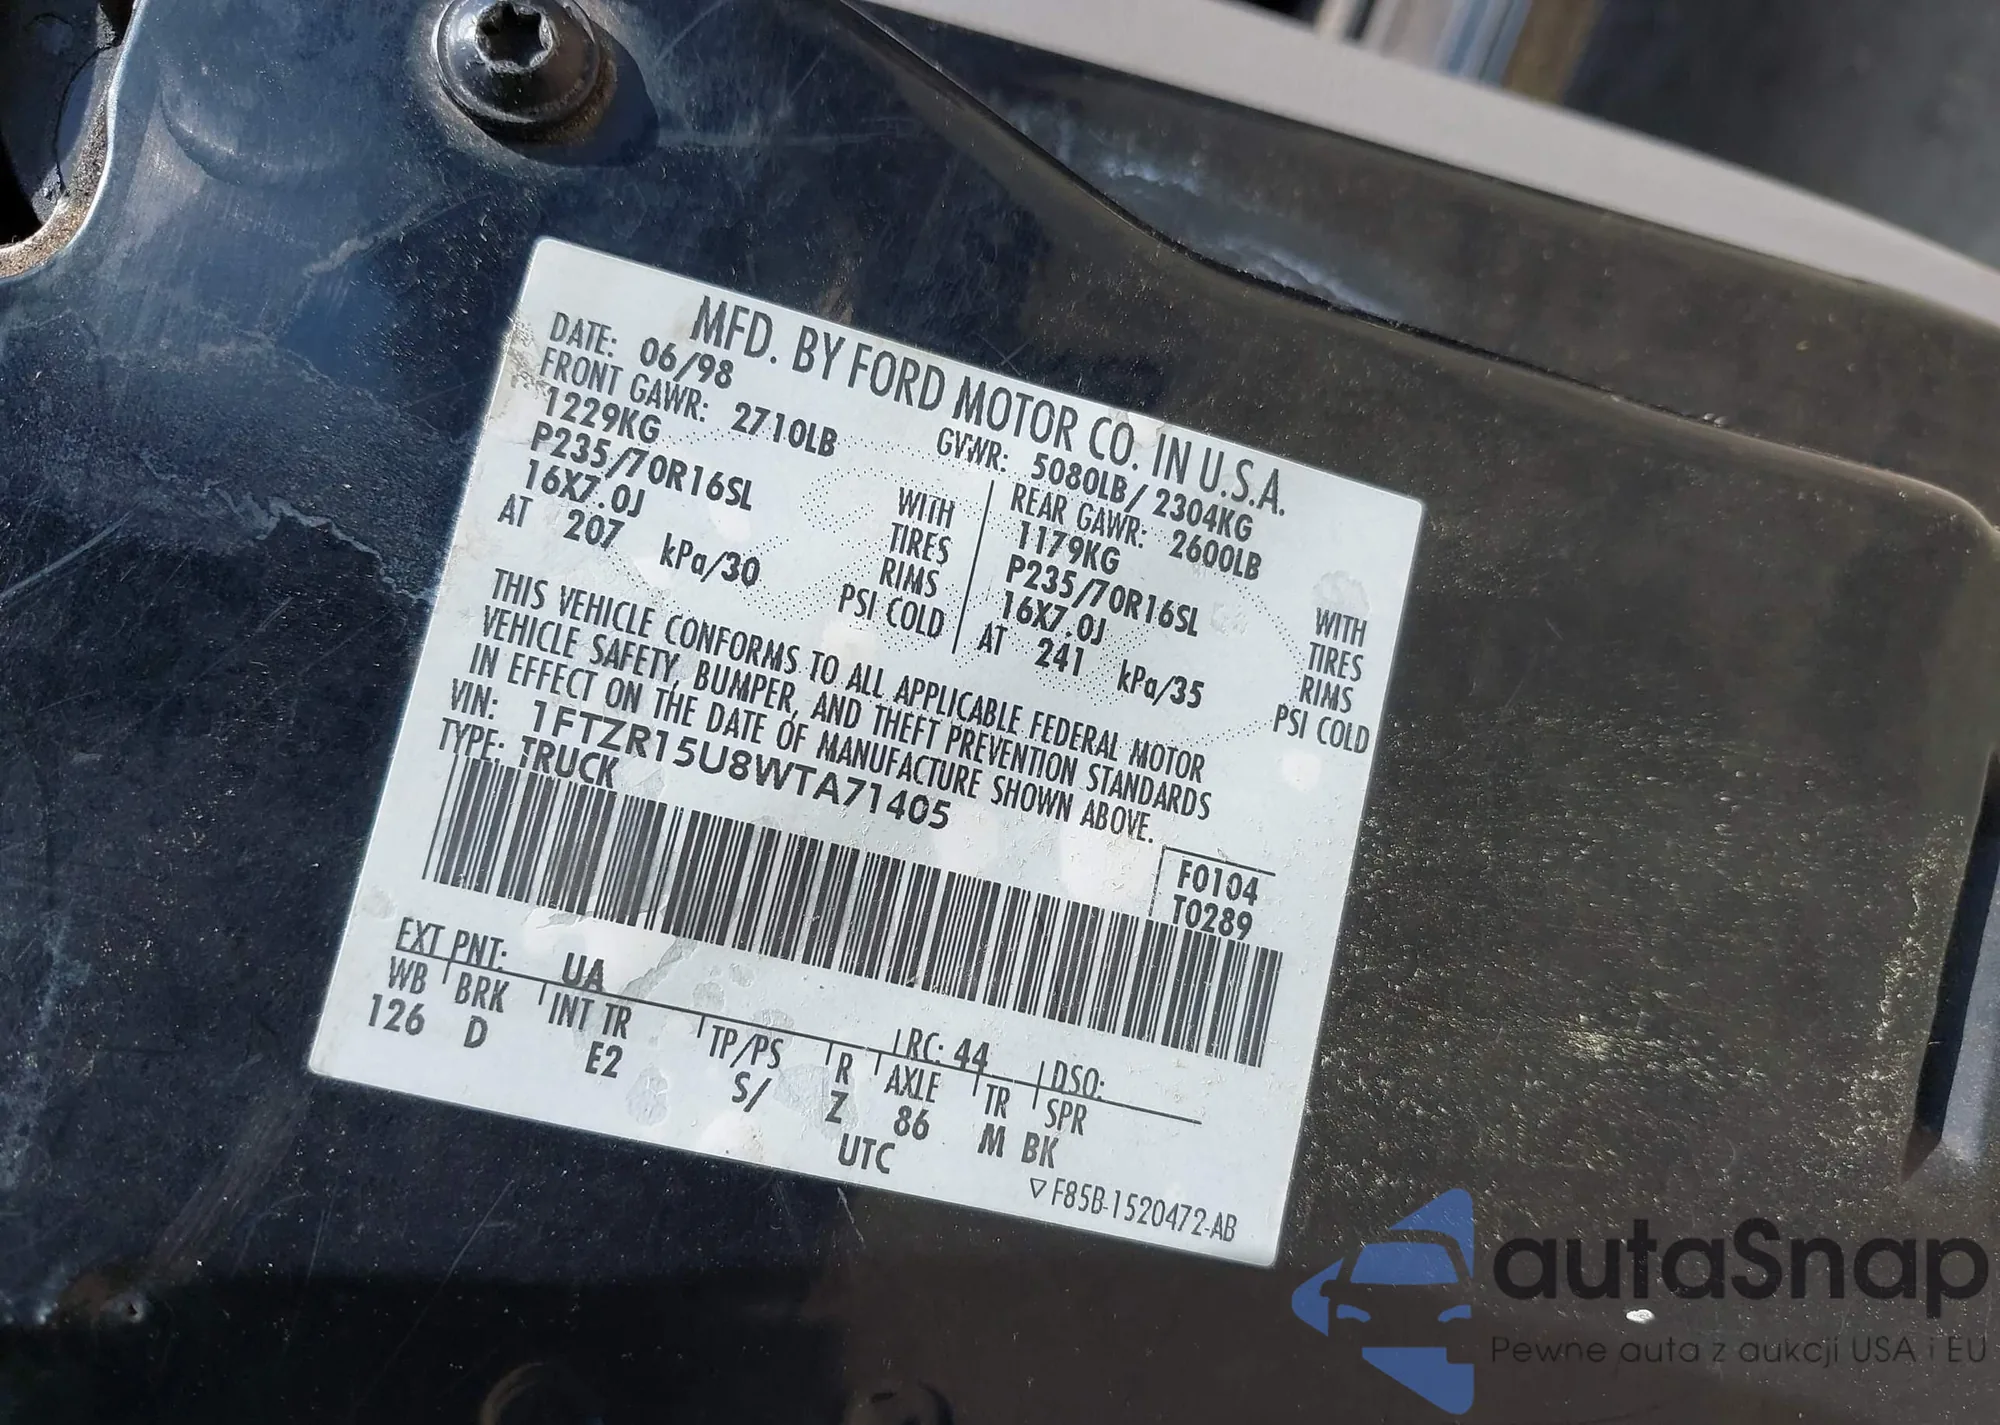 MFD. BY FORD MOTOR CO. IN U.S.A.
DATE: 06/98 GVWR: 5080LB/2304KG
FRONT GAWR: 2710LB REAR GAWR: 2600LB
1229KG WITH 1179KG WITH
P235/70R16SL TIRES P235/70R16SL TIRES
16X7.0J RIMS 16X7.0J RIMS
AT 207 kPa/30 PSI COLD AT 241 kPa/35 PSI COLD
THIS VEHICLE CONFORMS TO ALL APPLICABLE FEDERAL MOTOR
VEHICLE SAFETY, BUMPER, AND THEFT PREVENTION STANDARDS
IN EFFECT ON THE DATE OF MANUFACTURE SHOWN ABOVE.
VIN: 1FTZR15U8WTA71405
TYPE: TRUCK
F0104
T0289
EXT PNT: UA RC: 44 DSO:
WB BRK INT TR TP/PS R AXLE TR SPR
126 D E2 S/ Z 86 M BK
UTC
▽ F85B-1520472-AB
autaSnap
Pewne auta z aukcji USA i EU